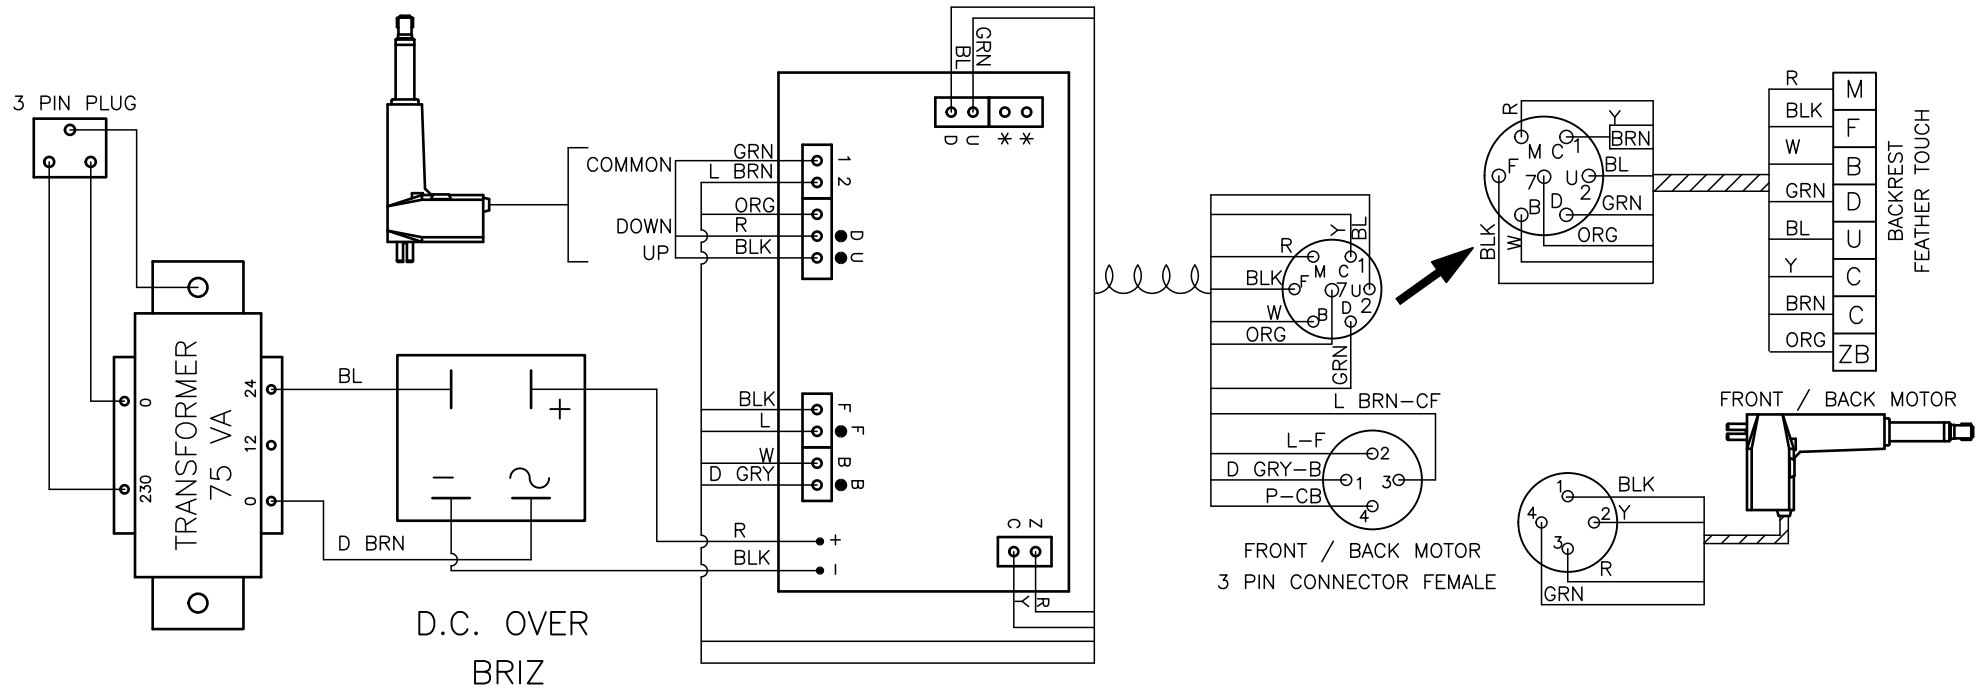 3 PIN PLUG
TRANSFORMER
75 VA
0
230
24
12
0
BL
D BRN
+
−
D.C. OVER
BRIZ
COMMON
DOWN
UP
GRN
L BRN
ORG
R
BLK
1
2
D
U
BL
GRN
D
U
*
*
BLK
L
W
D GRY
F
F
B
B
R
BLK
+
−
C
Z
Y
R
R
BLK
W
ORG
GRN
Y
BL
M
C
1
F
7
U
2
B
D
L BRN-CF
L-F
D GRY-B
P-CB
2
1
3
4
FRONT / BACK MOTOR
3 PIN CONNECTOR FEMALE
R
Y
BRN
BL
GRN
ORG
W
BLK
M
C
1
F
7
U
2
B
D
R
BLK
W
GRN
BL
Y
BRN
ORG
M
F
B
D
U
C
C
ZB
BACKREST
FEATHER TOUCH
FRONT / BACK MOTOR
1
2
3
4
BLK
Y
R
GRN